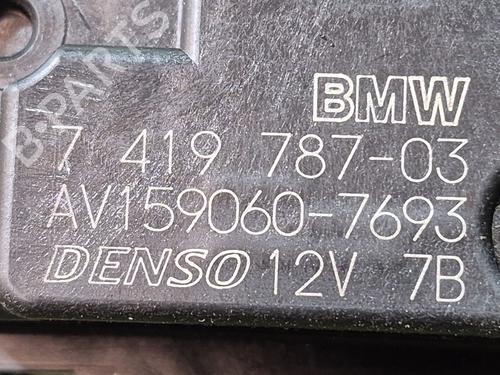 BMW
7 419 787-03
AV159060-7693
DENSO 12V 7B
B-PARTS